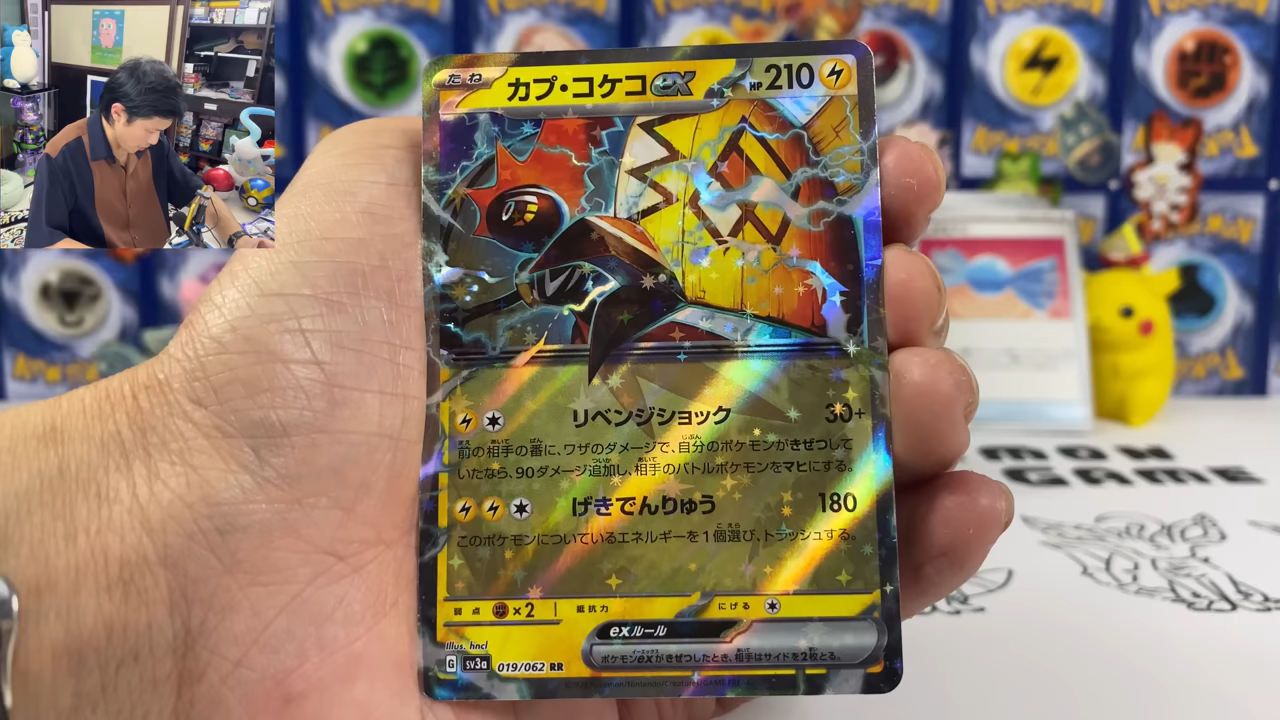 たね カプ・コケコex HP210
リベンジショック 30+
前の相手の番に、ワザのダメージで、自分のポケモンがきぜつして
いたなら、90ダメージ追加し、相手のバトルポケモンをマヒにする。
げきでんりゅう 180
このポケモンについているエネルギーを1個選び、トラッシュする。
弱点 ×2 抵抗力 にげる
exルール
ポケモンexがきぜつしたとき、相手はサイドを2枚とる。
Illus. hncl
G SV3a 019/062 RR
MON
GAME